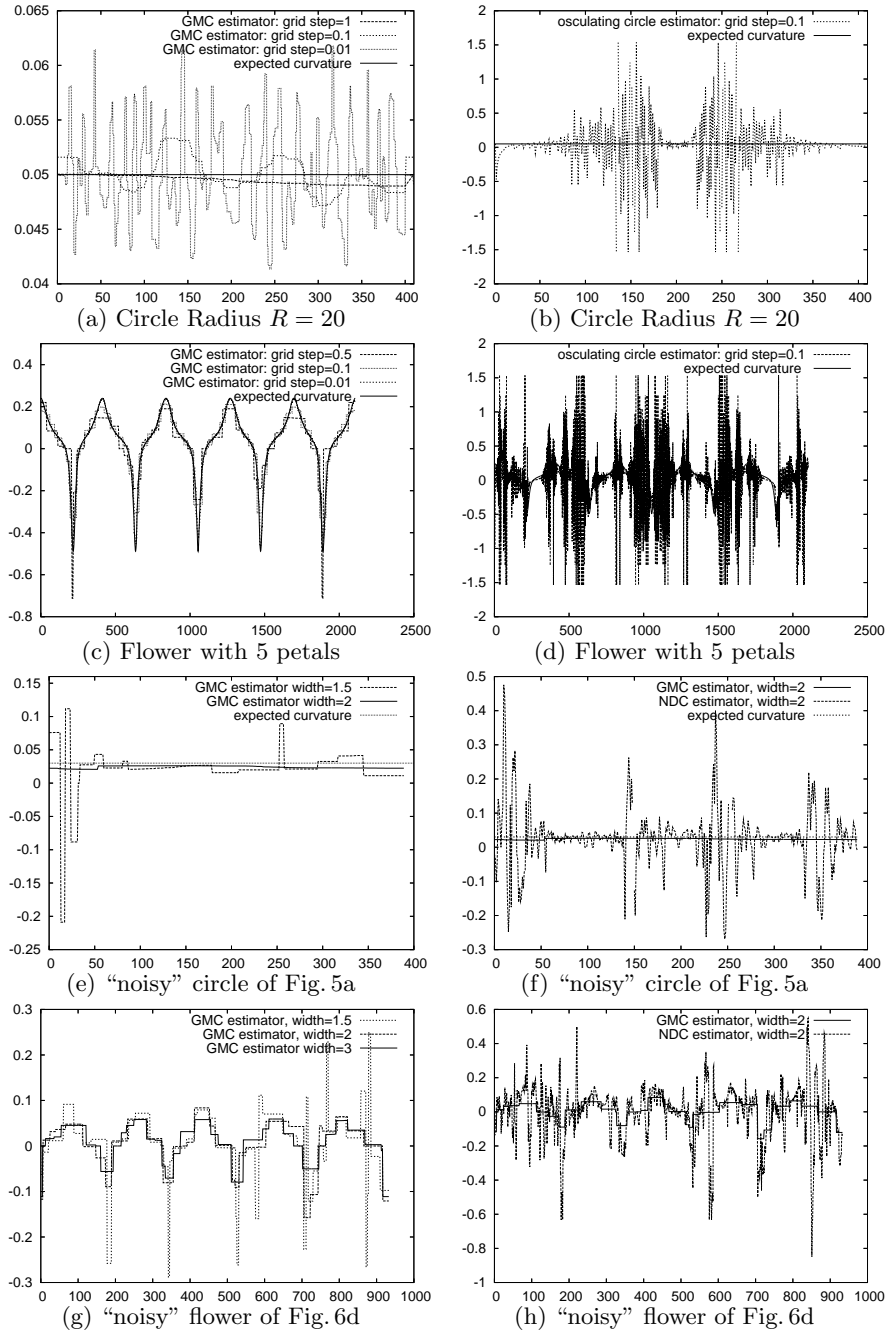 0.065
0.06
0.055
0.05
0.045
0.04
0 50 100 150 200 250 300 350 400
GMC estimator: grid step=1
GMC estimator: grid step=0.1
GMC estimator: grid step=0.01
expected curvature
(a) Circle Radius R = 20
2
1.5
1
0.5
0
-0.5
-1
-1.5
-2
0 50 100 150 200 250 300 350 400
osculating circle estimator: grid step=0.1
expected curvature
(b) Circle Radius R = 20
0.4
0.2
0
-0.2
-0.4
-0.6
-0.8
0 500 1000 1500 2000 2500
GMC estimator: grid step=0.5
GMC estimator: grid step=0.1
GMC estimator: grid step=0.01
expected curvature
(c) Flower with 5 petals
2
1.5
1
0.5
0
-0.5
-1
-1.5
-2
0 500 1000 1500 2000 2500
osculating circle estimator: grid step=0.1
expected curvature
(d) Flower with 5 petals
0.15
0.1
0.05
0
-0.05
-0.1
-0.15
-0.2
-0.25
0 50 100 150 200 250 300 350 400
GMC estimator width=1.5
GMC estimator width=2
expected curvature
(e) “noisy” circle of Fig. 5a
0.5
0.4
0.3
0.2
0.1
0
-0.1
-0.2
-0.3
0 50 100 150 200 250 300 350 400
GMC estimator, width=2
NDC estimator, width=2
expected curvature
(f) “noisy” circle of Fig. 5a
0.3
0.2
0.1
0
-0.1
-0.2
-0.3
0 100 200 300 400 500 600 700 800 900 1000
GMC estimator, width=1.5
GMC estimator, width=2
GMC estimator width=3
(g) “noisy” flower of Fig. 6d
0.6
0.4
0.2
0
-0.2
-0.4
-0.6
-0.8
-1
0 100 200 300 400 500 600 700 800 900 1000
GMC estimator, width=2
NDC estimator, width=2
(h) “noisy” flower of Fig. 6d